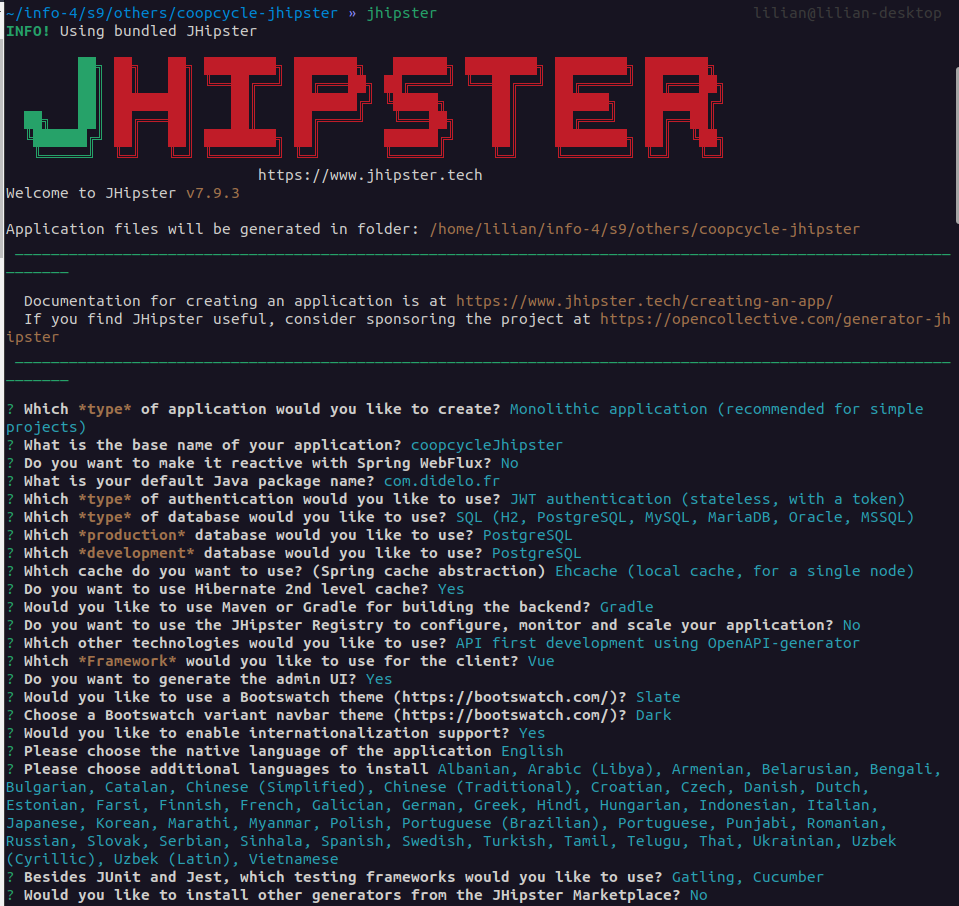 ~/info-4/s9/others/coopcycle-jhipster » jhipster lilian@lilian-desktop
INFO! Using bundled JHipster
JHIPSTER
https://www.jhipster.tech
Welcome to JHipster v7.9.3
Application files will be generated in folder: /home/lilian/info-4/s9/others/coopcycle-jhipster
Documentation for creating an application is at https://www.jhipster.tech/creating-an-app/
If you find JHipster useful, consider sponsoring the project at https://opencollective.com/generator-jh
ipster
? Which *type* of application would you like to create? Monolithic application (recommended for simple
projects)
? What is the base name of your application? coopcycleJhipster
? Do you want to make it reactive with Spring WebFlux? No
? What is your default Java package name? com.didelo.fr
? Which *type* of authentication would you like to use? JWT authentication (stateless, with a token)
? Which *type* of database would you like to use? SQL (H2, PostgreSQL, MySQL, MariaDB, Oracle, MSSQL)
? Which *production* database would you like to use? PostgreSQL
? Which *development* database would you like to use? PostgreSQL
? Which cache do you want to use? (Spring cache abstraction) Ehcache (local cache, for a single node)
? Do you want to use Hibernate 2nd level cache? Yes
? Would you like to use Maven or Gradle for building the backend? Gradle
? Do you want to use the JHipster Registry to configure, monitor and scale your application? No
? Which other technologies would you like to use? API first development using OpenAPI-generator
? Which *Framework* would you like to use for the client? Vue
? Do you want to generate the admin UI? Yes
? Would you like to use a Bootswatch theme (https://bootswatch.com/)? Slate
? Choose a Bootswatch variant navbar theme (https://bootswatch.com/)? Dark
? Would you like to enable internationalization support? Yes
? Please choose the native language of the application English
? Please choose additional languages to install Albanian, Arabic (Libya), Armenian, Belarusian, Bengali,
Bulgarian, Catalan, Chinese (Simplified), Chinese (Traditional), Croatian, Czech, Danish, Dutch,
Estonian, Farsi, Finnish, French, Galician, German, Greek, Hindi, Hungarian, Indonesian, Italian,
Japanese, Korean, Marathi, Myanmar, Polish, Portuguese (Brazilian), Portuguese, Punjabi, Romanian,
Russian, Slovak, Serbian, Sinhala, Spanish, Swedish, Turkish, Tamil, Telugu, Thai, Ukrainian, Uzbek
(Cyrillic), Uzbek (Latin), Vietnamese
? Besides JUnit and Jest, which testing frameworks would you like to use? Gatling, Cucumber
? Would you like to install other generators from the JHipster Marketplace? No